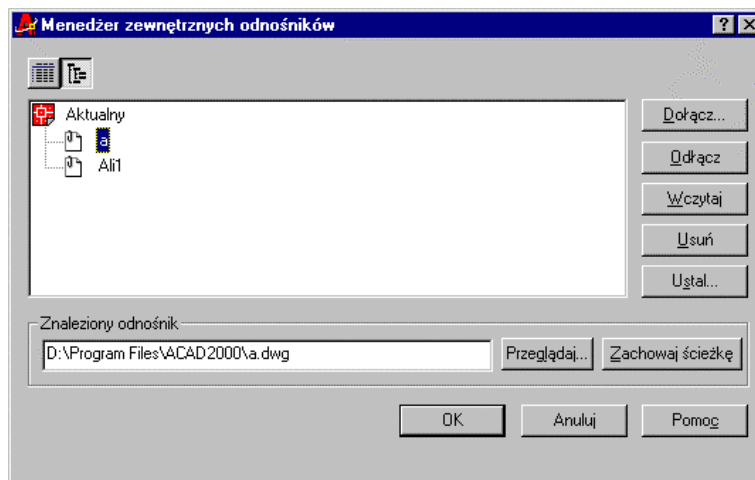 Menedżer zewnętrznych odnośników
Aktualny
a
Ali1
Dołącz...
Odłącz
Wczytaj
Usuń
Ustal...
Znaleziony odnośnik
D:\Program Files\ACAD2000\a.dwg
Przeglądaj...
Zachowaj ścieżkę
OK
Anuluj
Pomoc